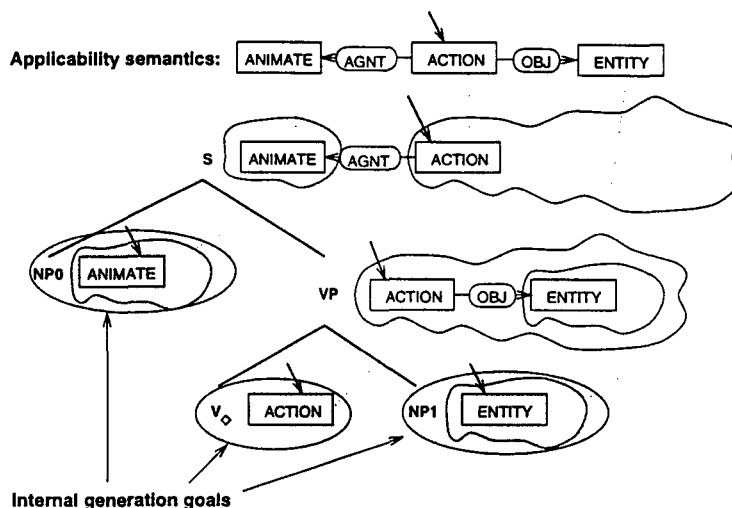 Applicability semantics: ANIMATE AGNT ACTION OBJ ENTITY
S ANIMATE AGNT ACTION
NP0 ANIMATE
VP ACTION OBJ ENTITY
V◇ ACTION NP1 ENTITY
Internal generation goals